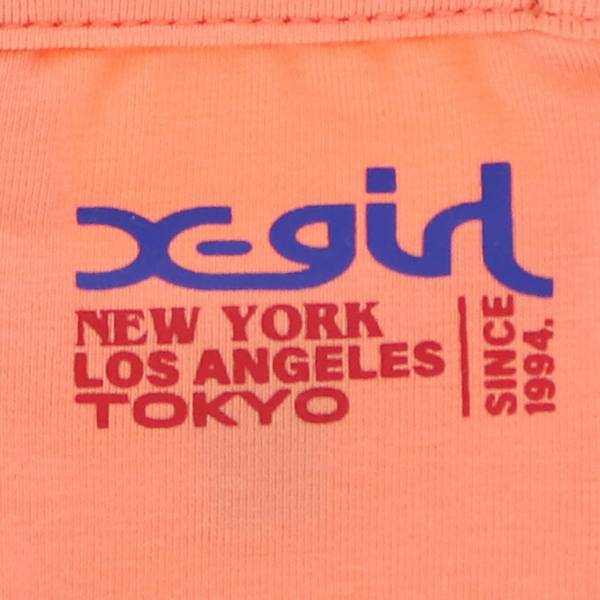 X-girl
NEW YORK
LOS ANGELES
TOKYO
SINCE
1994.